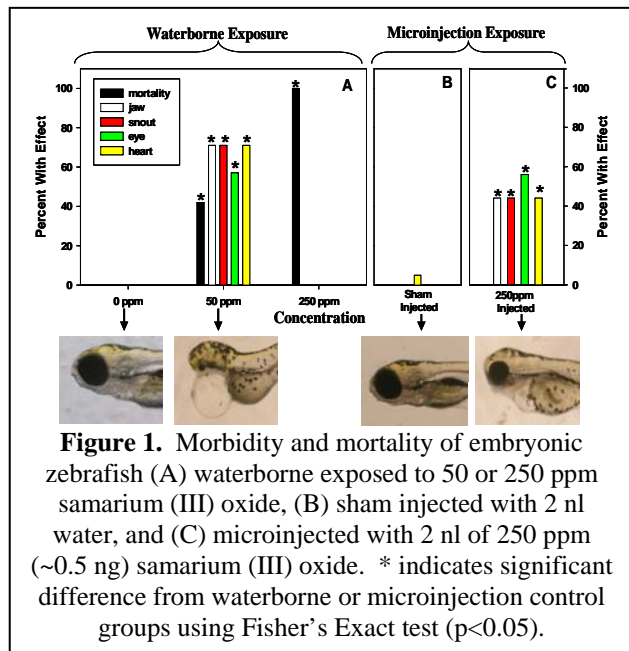 Waterborne Exposure
Microinjection Exposure
A
B
C
100
80
60
40
20
0
Percent With Effect
mortality
jaw
snout
eye
heart
*
* *
*
*
*
* *
*
*
100
80
60
40
20
0
Percent With Effect
0 ppm
50 ppm
250 ppm
Concentration
Sham
Injected
250ppm
Injected
Figure 1. Morbidity and mortality of embryonic
zebrafish (A) waterborne exposed to 50 or 250 ppm
samarium (III) oxide, (B) sham injected with 2 nl
water, and (C) microinjected with 2 nl of 250 ppm
(~0.5 ng) samarium (III) oxide. * indicates significant
difference from waterborne or microinjection control
groups using Fisher’s Exact test (p<0.05).